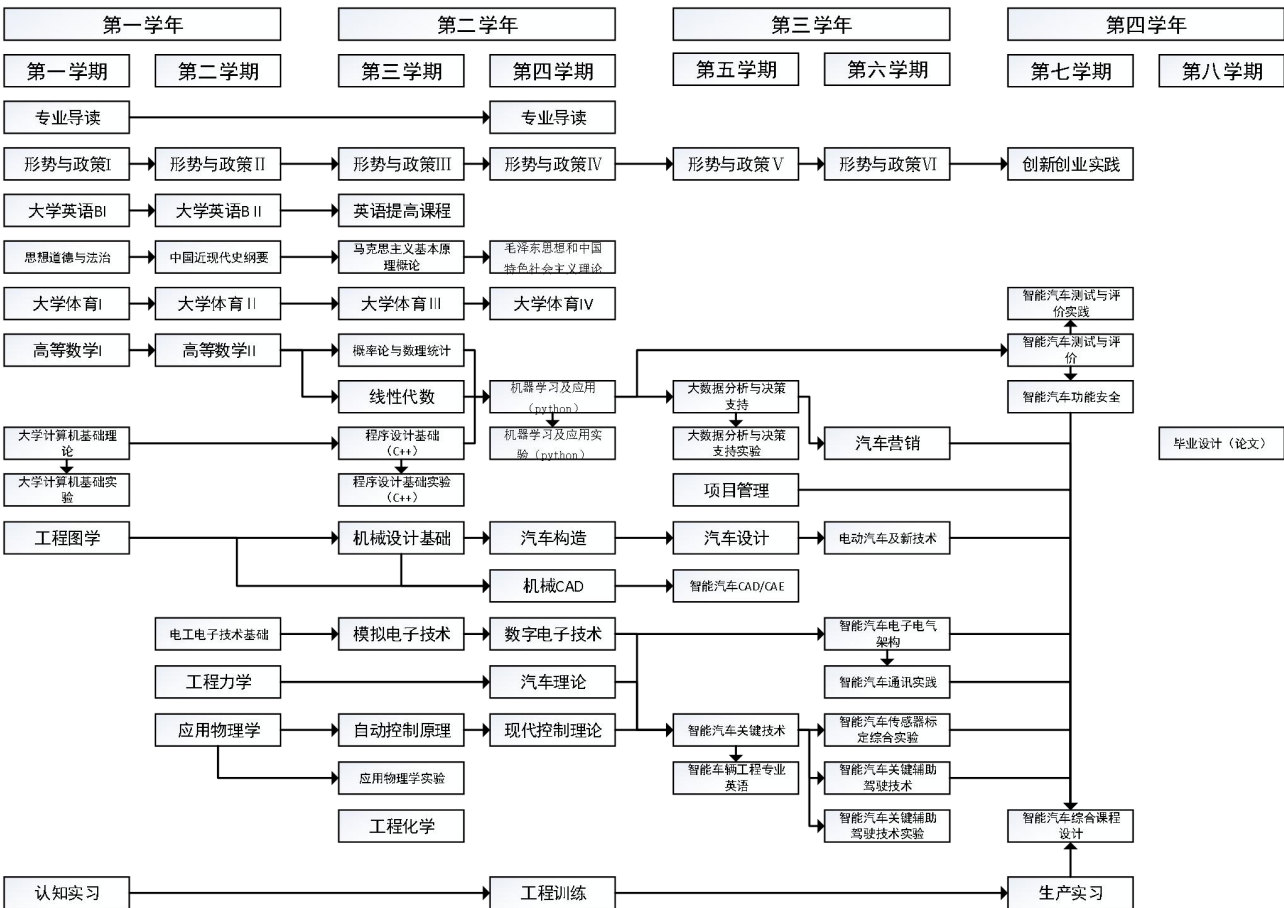 第一学年
第二学年
第三学年
第四学年
第一学期
第二学期
第三学期
第四学期
第五学期
第六学期
第七学期
第八学期
专业导读
专业导读
形势与政策I
形势与政策II
形势与政策III
形势与政策IV
形势与政策V
形势与政策VI
创新创业实践
大学英语BI
大学英语BII
英语提高课程
思想道德与法治
中国近现代史纲要
马克思主义基本原
理概论
毛泽东思想和中国
特色社会主义理论
大学体育I
大学体育II
大学体育III
大学体育IV
智能汽车测试与评
价实践
高等数学I
高等数学II
概率论与数理统计
智能汽车测试与评
价
线性代数
机器学习及应用
（python）
大数据分析与决策
支持
智能汽车功能安全
大学计算机基础理
论
程序设计基础
（C++）
机器学习及应用实
验（python）
大数据分析与决策
支持实验
汽车营销
毕业设计（论文）
大学计算机基础实
验
程序设计基础实验
（C++）
项目管理
工程图学
机械设计基础
汽车构造
汽车设计
电动汽车及新技术
机械CAD
智能汽车CAD/CAE
电工电子技术基础
模拟电子技术
数字电子技术
智能汽车电子电气
架构
工程力学
汽车理论
智能汽车通讯实践
应用物理学
自动控制原理
现代控制理论
智能汽车关键技术
智能汽车传感器标
定综合实验
应用物理学实验
智能车辆工程专业
英语
智能汽车关键辅助
驾驶技术
工程化学
智能汽车关键辅助
驾驶技术实验
智能汽车综合课程
设计
认知实习
工程训练
生产实习